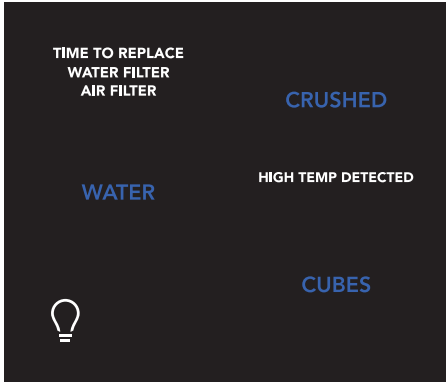 TIME TO REPLACE
WATER FILTER
AIR FILTER
CRUSHED
HIGH TEMP DETECTED
WATER
CUBES